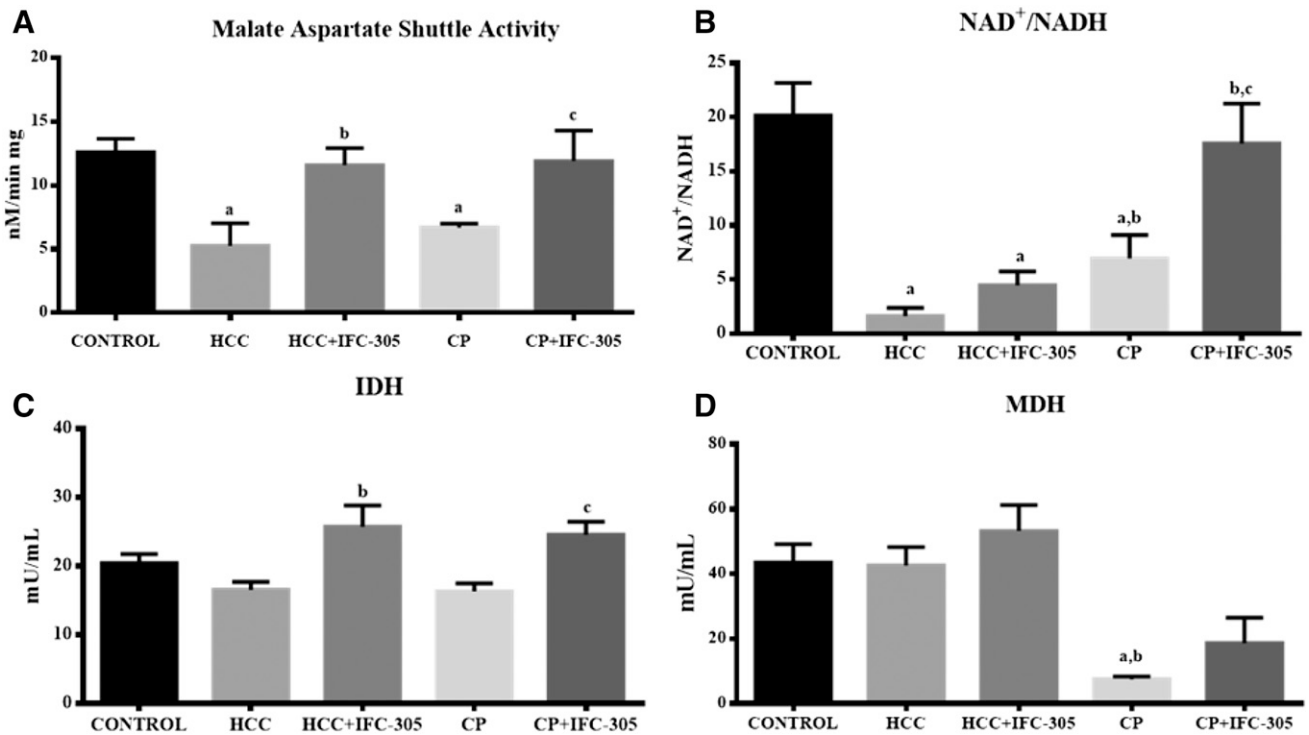 A
Malate Aspartate Shuttle Activity
nM/min mg
20
15
10
5
0
a
b
a
c
CONTROL HCC HCC+IFC-305 CP CP+IFC-305
B
NAD⁺/NADH
NAD⁺/NADH
25
20
15
10
5
0
a
a
a,b
b,c
CONTROL HCC HCC+IFC-305 CP CP+IFC-305
C
IDH
mU/mL
40
30
20
10
0
b
c
CONTROL HCC HCC+IFC-305 CP CP+IFC-305
D
MDH
mU/mL
80
60
40
20
0
a,b
CONTROL HCC HCC+IFC-305 CP CP+IFC-305